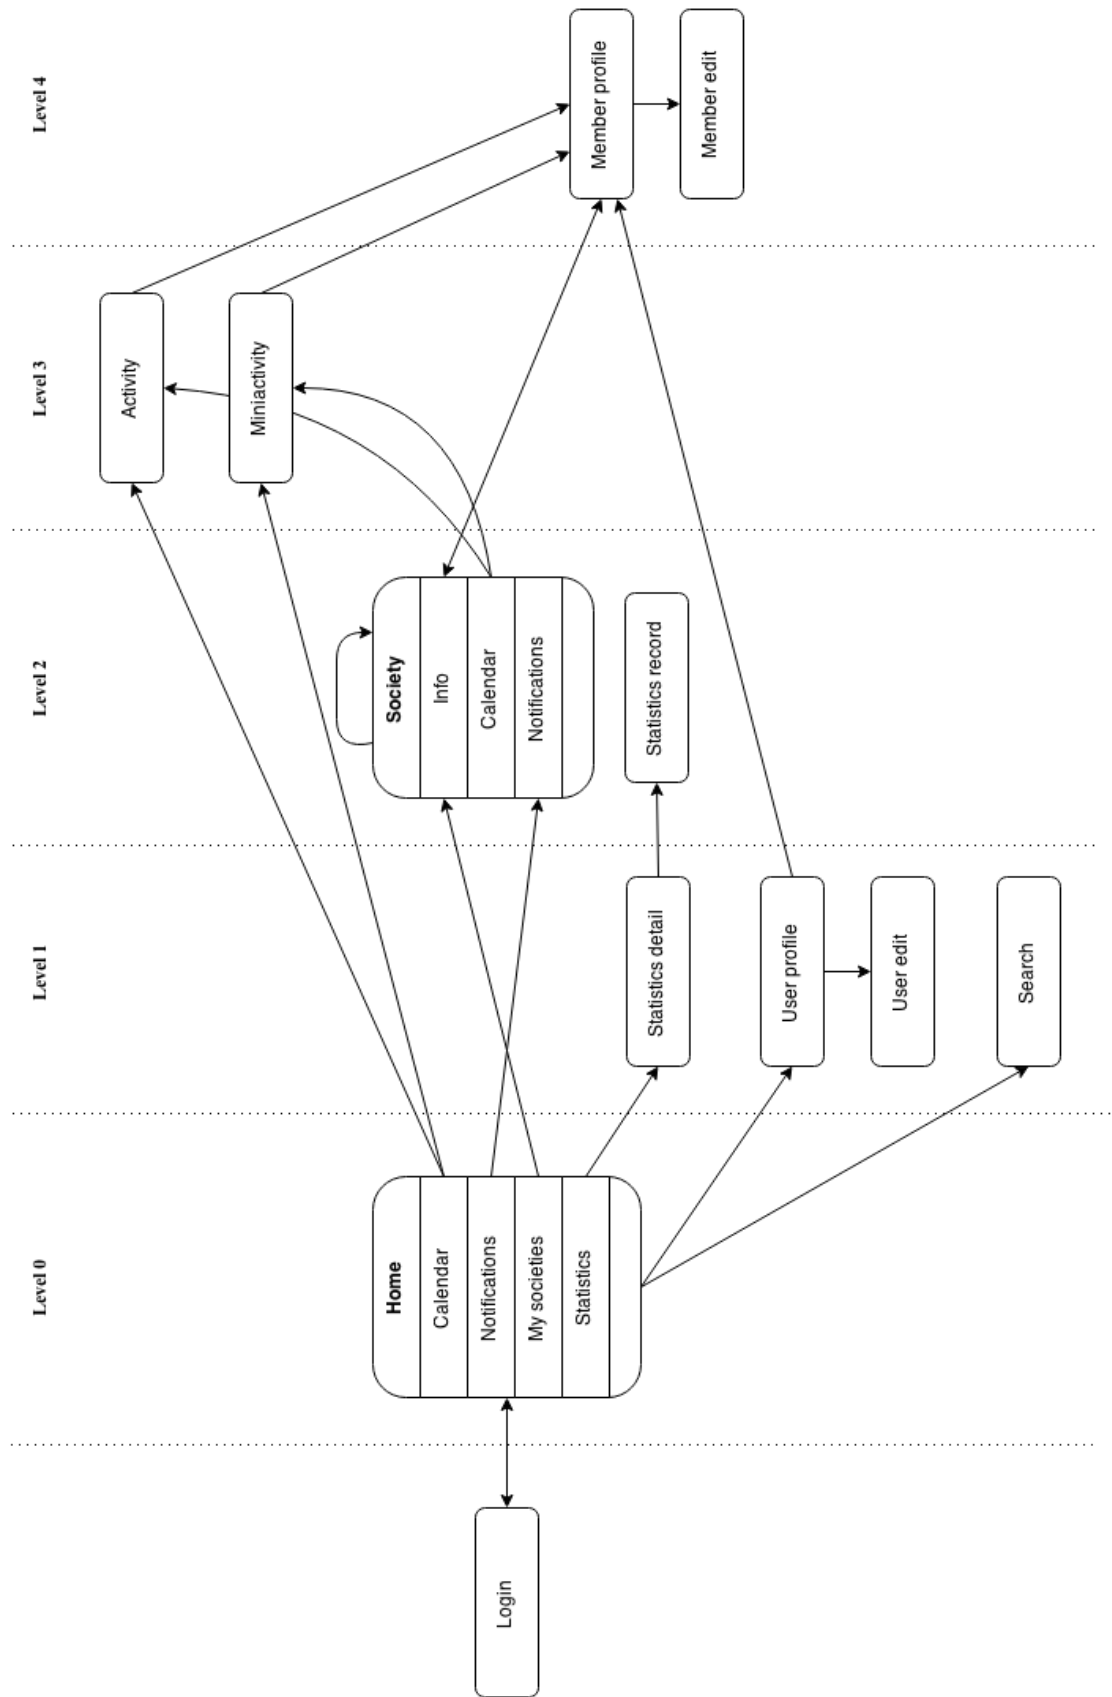 Level 0
Level 1
Level 2
Level 3
Level 4
Login
Home
Calendar
Notifications
My societies
Statistics
Statistics detail
User profile
User edit
Search
Society
Info
Calendar
Notifications
Statistics record
Activity
Miniactivity
Member profile
Member edit